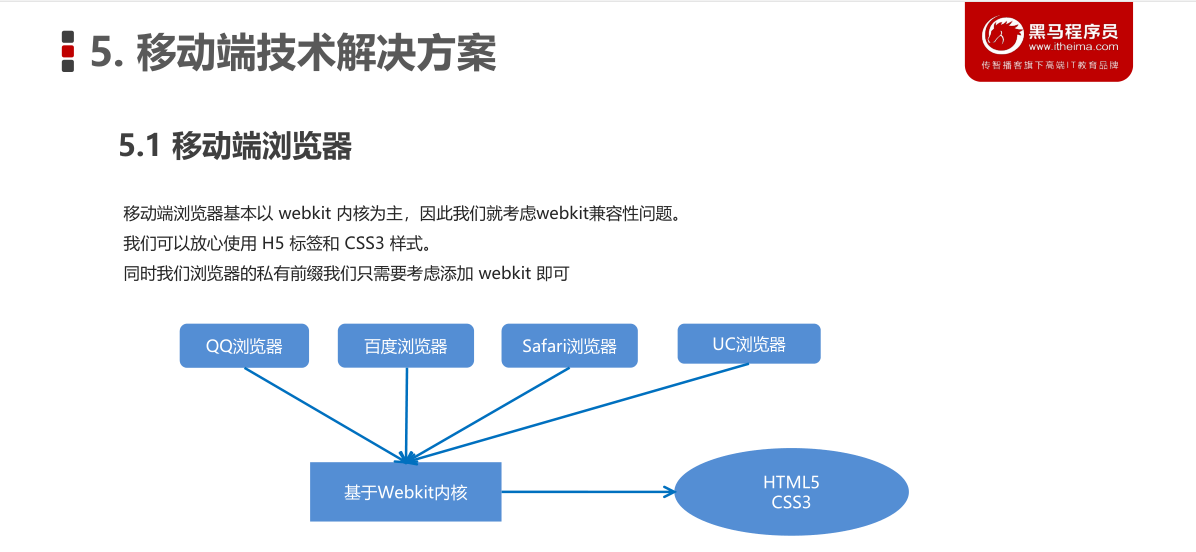 5. 移动端技术解决方案
黑马程序员
www.itheima.com
传智播客旗下高端IT教育品牌
5.1 移动端浏览器
移动端浏览器基本以 webkit 内核为主，因此我们就考虑webkit兼容性问题。
我们可以放心使用 H5 标签和 CSS3 样式。
同时我们浏览器的私有前缀我们只需要考虑添加 webkit 即可
QQ浏览器
百度浏览器
Safari浏览器
UC浏览器
基于Webkit内核
HTML5
CSS3